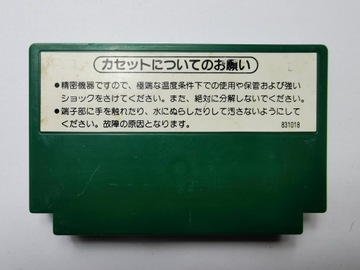 カセットについてのお願い
●精密機器ですので、極端な温度条件下での使用や保管および強い
ショックをさけてください。また、絶対に分解しないでください。
●端子部に手を触れたり、水にぬらしたりして汚さないようにして
ください。故障の原因となります。
831018